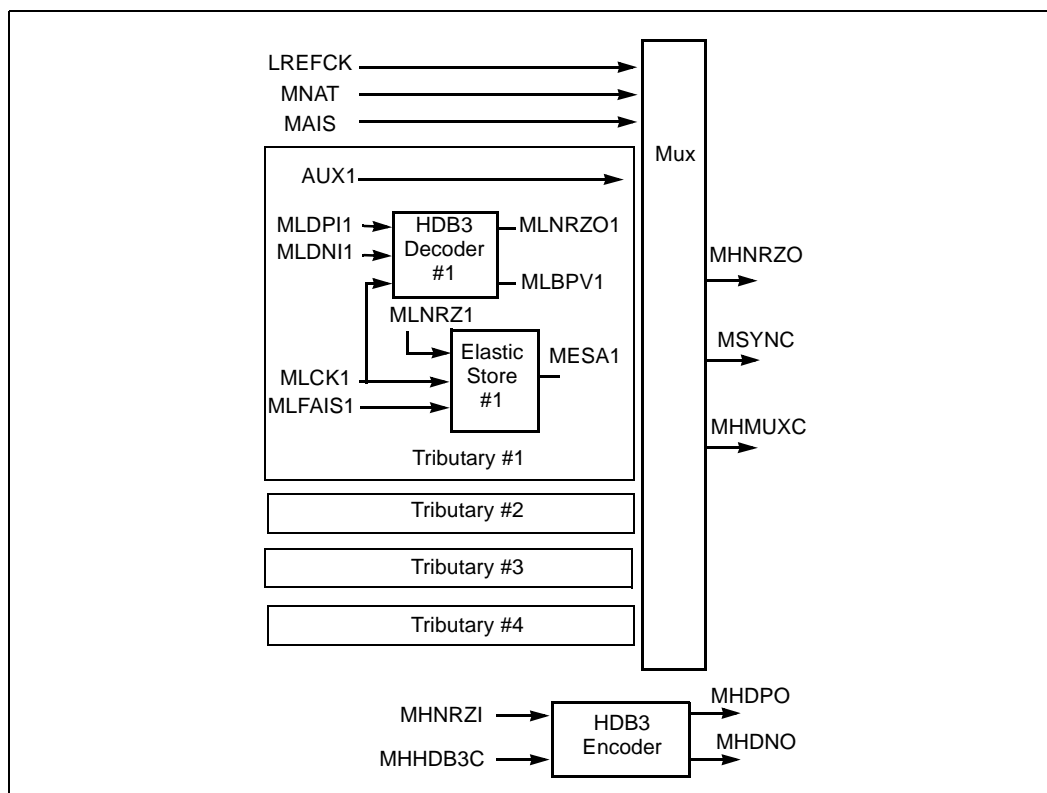 LREFCK
MNAT
MAIS
Mux
AUX1
MLDPI1
MLDNI1
HDB3
Decoder
#1
MLNRZO1
MLBPV1
MLNRZ1
Elastic
Store
#1
MESA1
MLCK1
MLFAIS1
Tributary #1
Tributary #2
Tributary #3
Tributary #4
MHNRZO
MSYNC
MHMUXC
MHNRZI
MHHDB3C
HDB3
Encoder
MHDPO
MHDNO